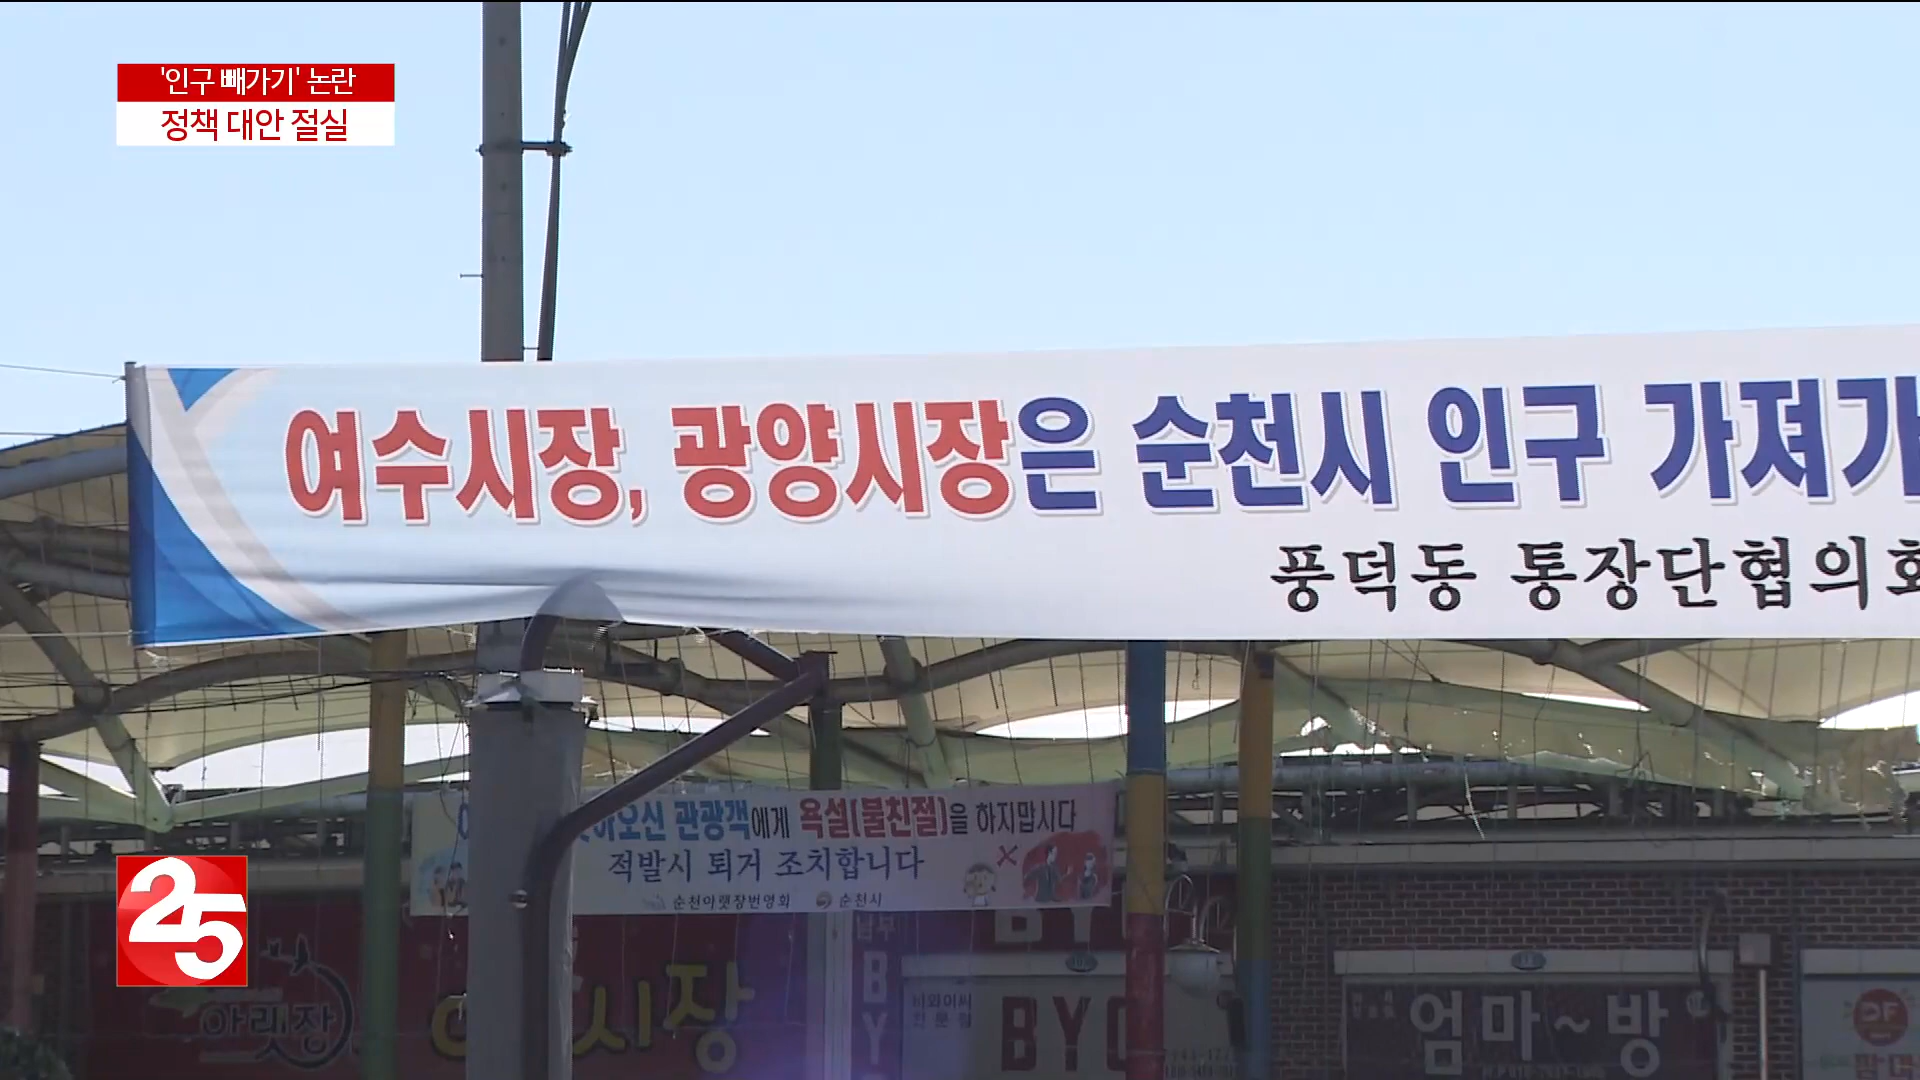 '인구 빼가기' 논란
정책 대안 절실
여수시장, 광양시장은 순천시 인구 가져가
풍덕동 통장단협의회
관광객에게 욕설(불친절)을 하지맙시다
적발시 퇴거 조치합니다
순천아랫장번영회 순천시
25
아랫장
시장
BYC
BYC
엄마~방